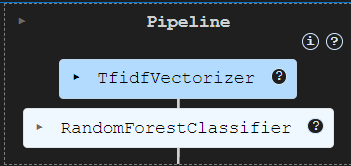 Pipeline
i ?
TfidfVectorizer ?
RandomForestClassifier ?